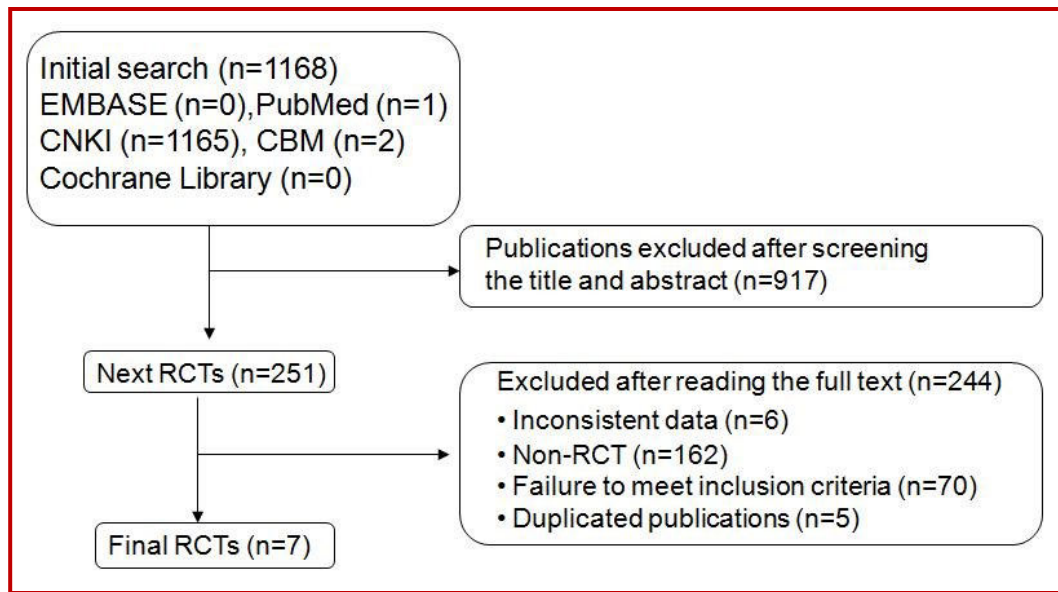 Initial search (n=1168)
EMBASE (n=0),PubMed (n=1)
CNKI (n=1165), CBM (n=2)
Cochrane Library (n=0)
Publications excluded after screening
the title and abstract (n=917)
Next RCTs (n=251)
Excluded after reading the full text (n=244)
• Inconsistent data (n=6)
• Non-RCT (n=162)
• Failure to meet inclusion criteria (n=70)
• Duplicated publications (n=5)
Final RCTs (n=7)